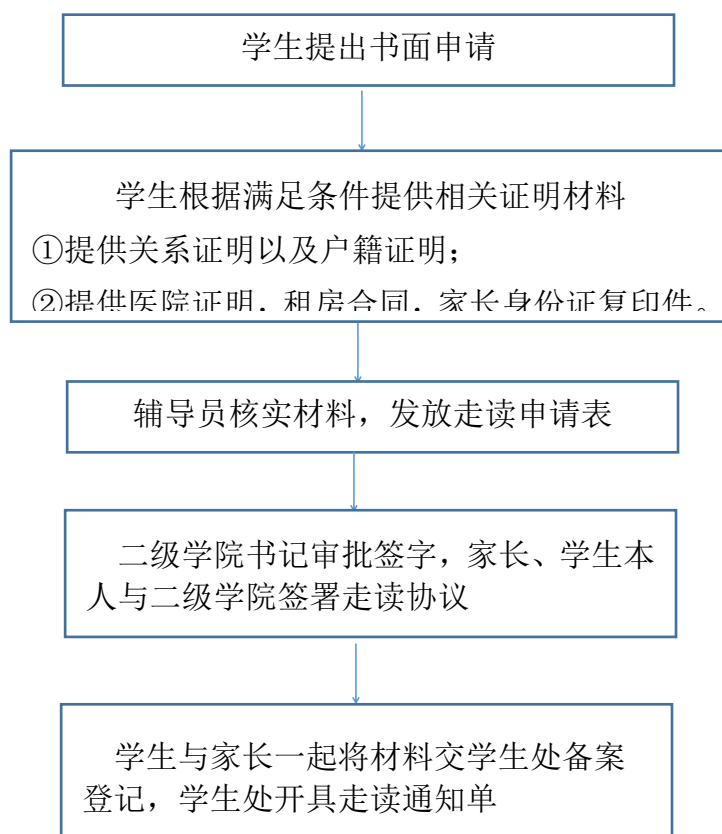 学生提出书面申请
学生根据满足条件提供相关证明材料
①提供关系证明以及户籍证明；
②提供医院证明，租房合同，家长身份证复印件。
辅导员核实材料，发放走读申请表
二级学院书记审批签字，家长、学生本
人与二级学院签署走读协议
学生与家长一起将材料交学生处备案
登记，学生处开具走读通知单